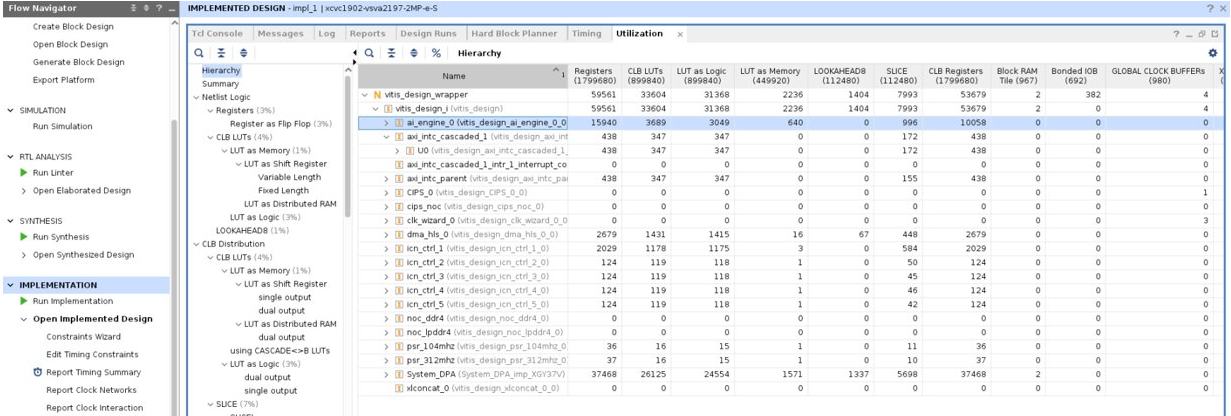 Flow Navigator
IMPLEMENTED DESIGN - impl_1 | xcvc1902-vsva2197-2MP-e-S
Create Block Design
Open Block Design
Generate Block Design
Export Platform
SIMULATION
Run Simulation
RTL ANALYSIS
Run Linter
Open Elaborated Design
SYNTHESIS
Run Synthesis
Open Synthesized Design
IMPLEMENTATION
Run Implementation
Open Implemented Design
Constraints Wizard
Edit Timing Constraints
Report Timing Summary
Report Clock Networks
Report Clock Interaction
Tcl Console Messages Log Reports Design Runs Hard Block Planner Timing Utilization
Hierarchy
Hierarchy
Summary
Netlist Logic
Registers (3%)
Register as Flip Flop (3%)
CLB LUTs (4%)
LUT as Memory (1%)
LUT as Shift Register
Variable Length
Fixed Length
LUT as Distributed RAM
LUT as Logic (3%)
LOOKAHEAD8 (1%)
CLB Distribution
CLB LUTs (4%)
LUT as Memory (1%)
LUT as Shift Register
single output
dual output
LUT as Distributed RAM
dual output
using CASCADE<>B LUTs
LUT as Logic (3%)
dual output
single output
SLICE (7%)
Name 1 Registers (1799680) CLB LUTs (899840) LUT as Logic (899840) LUT as Memory (449920) LOOKAHEAD8 (112480) SLICE (112480) CLB Registers (1799680) Block RAM Tile (967) Bonded IOB (692) GLOBAL CLOCK BUFFERS (980)
vitis_design_wrapper 59561 33604 31368 2236 1404 7993 53679 2 382 4
vitis_design_i (vitis_design) 59561 33604 31368 2236 1404 7993 53679 2 0 4
ai_engine_0 (vitis_design_ai_engine_0_0 15940 3689 3049 640 0 996 10058 0 0 0
axi_intc_cascaded_1 (vitis_design_axi_int 438 347 347 0 0 172 438 0 0 0
U0 (vitis_design_axi_intc_cascaded_1_ 438 347 347 0 0 172 438 0 0 0
axi_intc_cascaded_1_intr_1_interrupt_co 0 0 0 0 0 0 0 0 0 0
axi_intc_parent (vitis_design_axi_intc_pa 438 347 347 0 0 155 438 0 0 0
CIPS_0 (vitis_design_CIPS_0_0) 0 0 0 0 0 0 0 0 0 1
cips_noc (vitis_design_cips_noc_0) 0 0 0 0 0 0 0 0 0 0
clk_wizard_0 (vitis_design_clk_wizard_0_0 0 0 0 0 0 0 0 0 0 3
dma_hls_0 (vitis_design_dma_hls_0_0) 2679 1431 1415 16 67 448 2679 0 0 0
icn_ctrl_1 (vitis_design_icn_ctrl_1_0) 2029 1178 1175 3 0 584 2029 0 0 0
icn_ctrl_2 (vitis_design_icn_ctrl_2_0) 124 119 118 1 0 50 124 0 0 0
icn_ctrl_3 (vitis_design_icn_ctrl_3_0) 124 119 118 1 0 45 124 0 0 0
icn_ctrl_4 (vitis_design_icn_ctrl_4_0) 124 119 118 1 0 46 124 0 0 0
icn_ctrl_5 (vitis_design_icn_ctrl_5_0) 124 119 118 1 0 42 124 0 0 0
noc_ddr4 (vitis_design_noc_ddr4_0) 0 0 0 0 0 0 0 0 0 0
noc_lpddr4 (vitis_design_noc_lpddr4_0) 0 0 0 0 0 0 0 0 0 0
psr_104mhz (vitis_design_psr_104mhz_0 36 16 15 1 0 11 36 0 0 0
psr_312mhz (vitis_design_psr_312mhz_0 37 16 15 1 0 10 37 0 0 0
System_DPA (System_DPA_imp_XGY37V) 37468 26125 24554 1571 1337 5698 37468 2 0 0
xlconcat_0 (vitis_design_xlconcat_0_0) 0 0 0 0 0 0 0 0 0 0